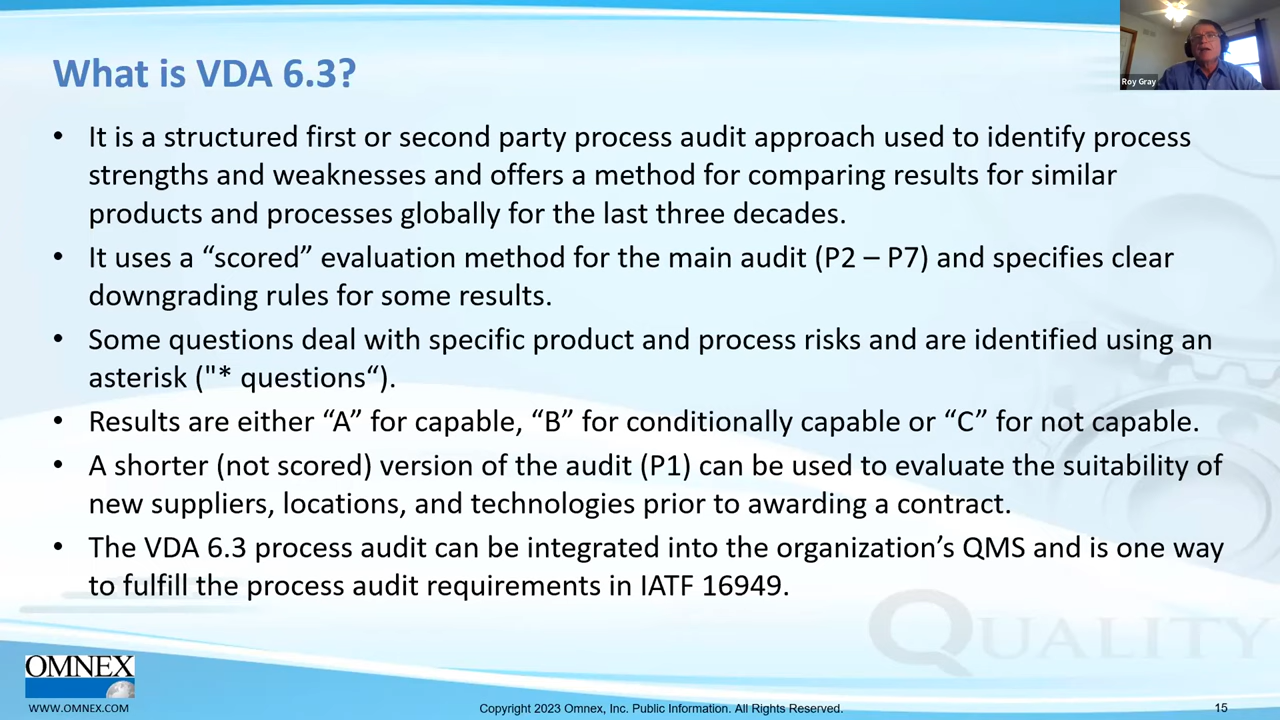 Roy Gray
What is VDA 6.3?
• It is a structured first or second party process audit approach used to identify process
strengths and weaknesses and offers a method for comparing results for similar
products and processes globally for the last three decades.
• It uses a “scored” evaluation method for the main audit (P2 – P7) and specifies clear
downgrading rules for some results.
• Some questions deal with specific product and process risks and are identified using an
asterisk ("* questions“).
• Results are either “A” for capable, “B” for conditionally capable or “C” for not capable.
• A shorter (not scored) version of the audit (P1) can be used to evaluate the suitability of
new suppliers, locations, and technologies prior to awarding a contract.
• The VDA 6.3 process audit can be integrated into the organization’s QMS and is one way
to fulfill the process audit requirements in IATF 16949.
QUALITY
OMNEX
WWW.OMNEX.COM
Copyright 2023 Omnex, Inc. Public Information. All Rights Reserved.
15